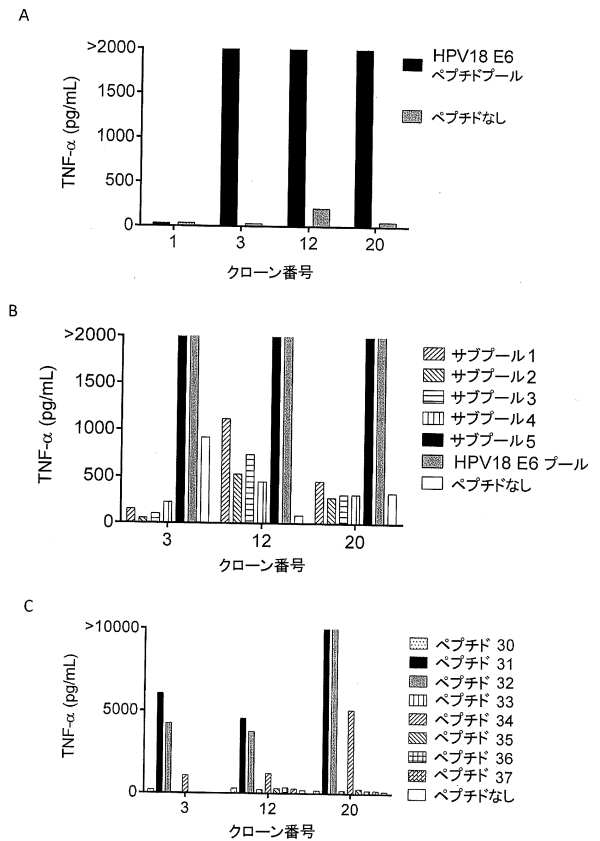 A
>2000
1500
1000
500
0
TNF-α (pg/mL)
1
3
12
20
クローン番号
HPV18 E6
ペプチドプール
ペプチドなし
B
>2000
1500
1000
500
0
TNF-α (pg/mL)
3
12
20
クローン番号
サブプール1
サブプール2
サブプール3
サブプール4
サブプール5
HPV18 E プール
ペプチドなし
C
>10000
5000
0
TNF-α (pg/mL)
3
12
20
クローン番号
ペプチド 30
ペプチド 31
ペプチド 32
ペプチド 33
ペプチド 34
ペプチド 35
ペプチド 36
ペプチド 37
ペプチドなし